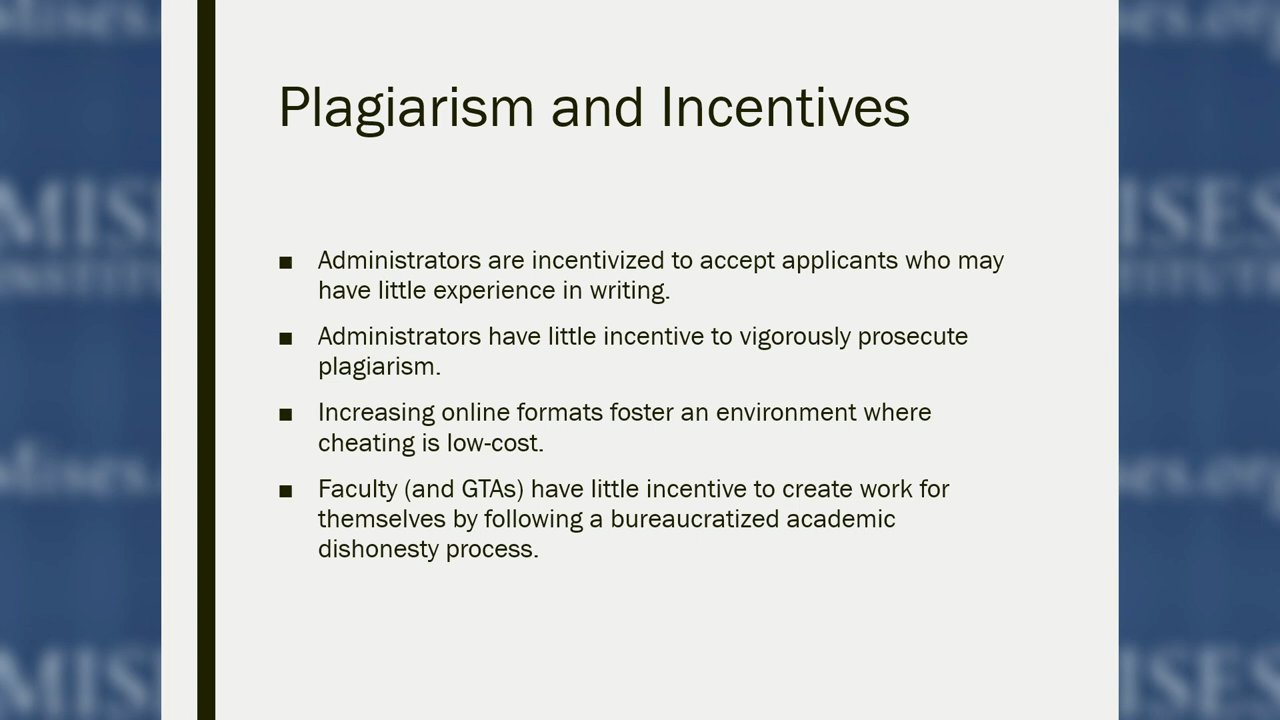 Plagiarism and Incentives
■ Administrators are incentivized to accept applicants who may
have little experience in writing.
■ Administrators have little incentive to vigorously prosecute
plagiarism.
■ Increasing online formats foster an environment where
cheating is low-cost.
■ Faculty (and GTAs) have little incentive to create work for
themselves by following a bureaucratized academic
dishonesty process.